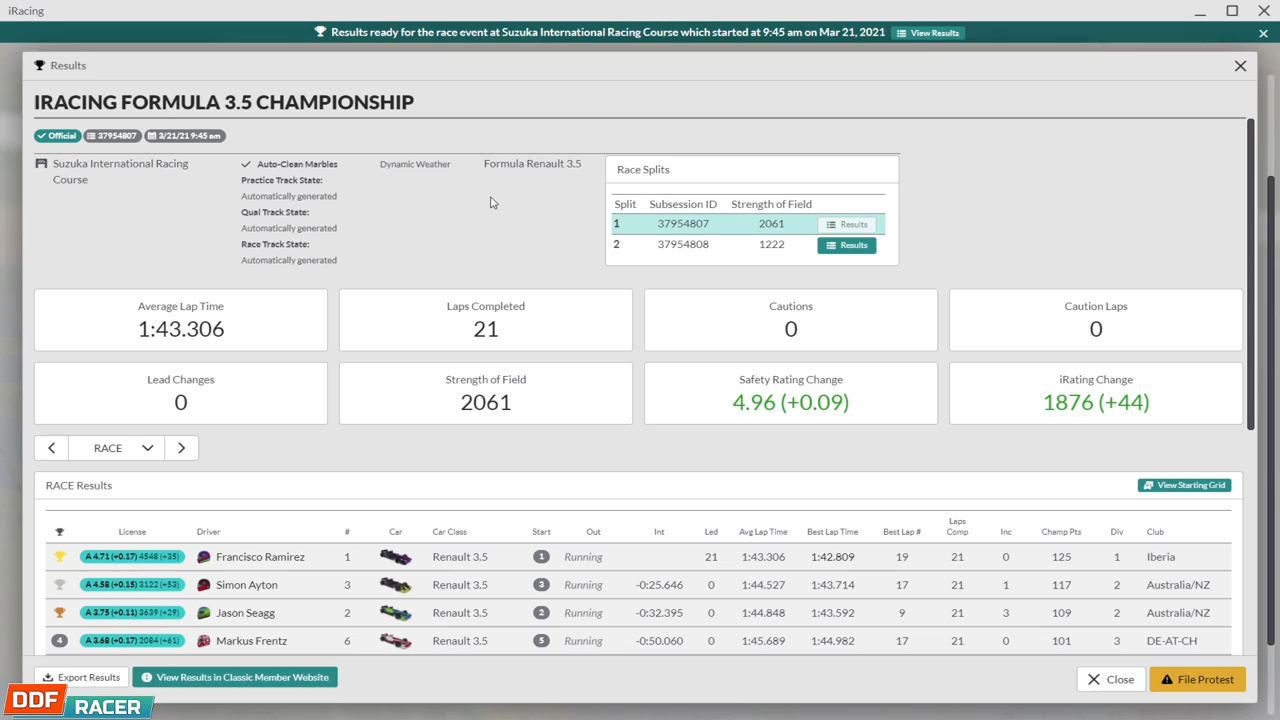 iRacing
Results ready for the race event at Suzuka International Racing Course which started at 9:45 am on Mar 21, 2021 View Results
Results
IRACING FORMULA 3.5 CHAMPIONSHIP
Official 37954807 3/21/21 9:45 am
Suzuka International Racing Course
Auto-Clean Marbles
Practice Track State:
Automatically generated
Qual Track State:
Automatically generated
Race Track State:
Automatically generated
Dynamic Weather
Formula Renault 3.5
Race Splits
Split Subsession ID Strength of Field
1 37954807 2061 Results
2 37954808 1222 Results
Average Lap Time
1:43.306
Laps Completed
21
Cautions
0
Caution Laps
0
Lead Changes
0
Strength of Field
2061
Safety Rating Change
4.96 (+0.09)
iRating Change
1876 (+44)
RACE
RACE Results View Starting Grid
License Driver # Car Car Class Start Out Int Led Avg Lap Time Best Lap Time Best Lap # Laps Comp Inc Champ Pts Div Club
A 4.71 (+0.17) 4548 (+35) Francisco Ramirez 1 Renault 3.5 1 Running 21 1:43.306 1:42.809 19 21 0 125 1 Iberia
A 4.58 (+0.15) 3122 (+53) Simon Ayton 3 Renault 3.5 3 Running -0:25.646 0 1:44.527 1:43.714 17 21 1 117 2 Australia/NZ
A 3.75 (+0.11) 3639 (+29) Jason Seagg 2 Renault 3.5 2 Running -0:32.395 0 1:44.848 1:43.592 9 21 3 109 2 Australia/NZ
4 A 3.68 (+0.17) 2084 (+61) Markus Frentz 6 Renault 3.5 5 Running -0:50.060 0 1:45.689 1:44.389 17 21 0 101 3 DE-AT-CH
Export Results View Results in Classic Member Website Close File Protest
DDF
RACER